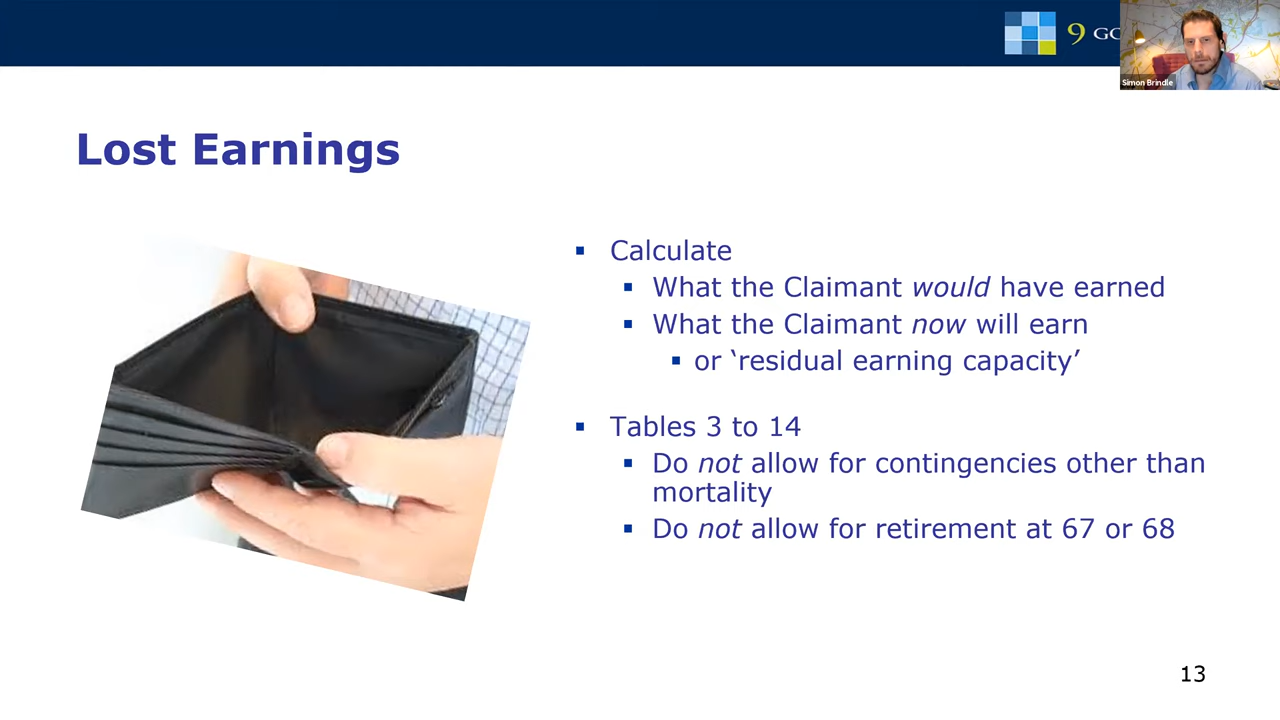 9 GO
Simon Brindle
Lost Earnings
▪ Calculate
▪ What the Claimant would have earned
▪ What the Claimant now will earn
▪ or ‘residual earning capacity’
▪ Tables 3 to 14
▪ Do not allow for contingencies other than
mortality
▪ Do not allow for retirement at 67 or 68
13